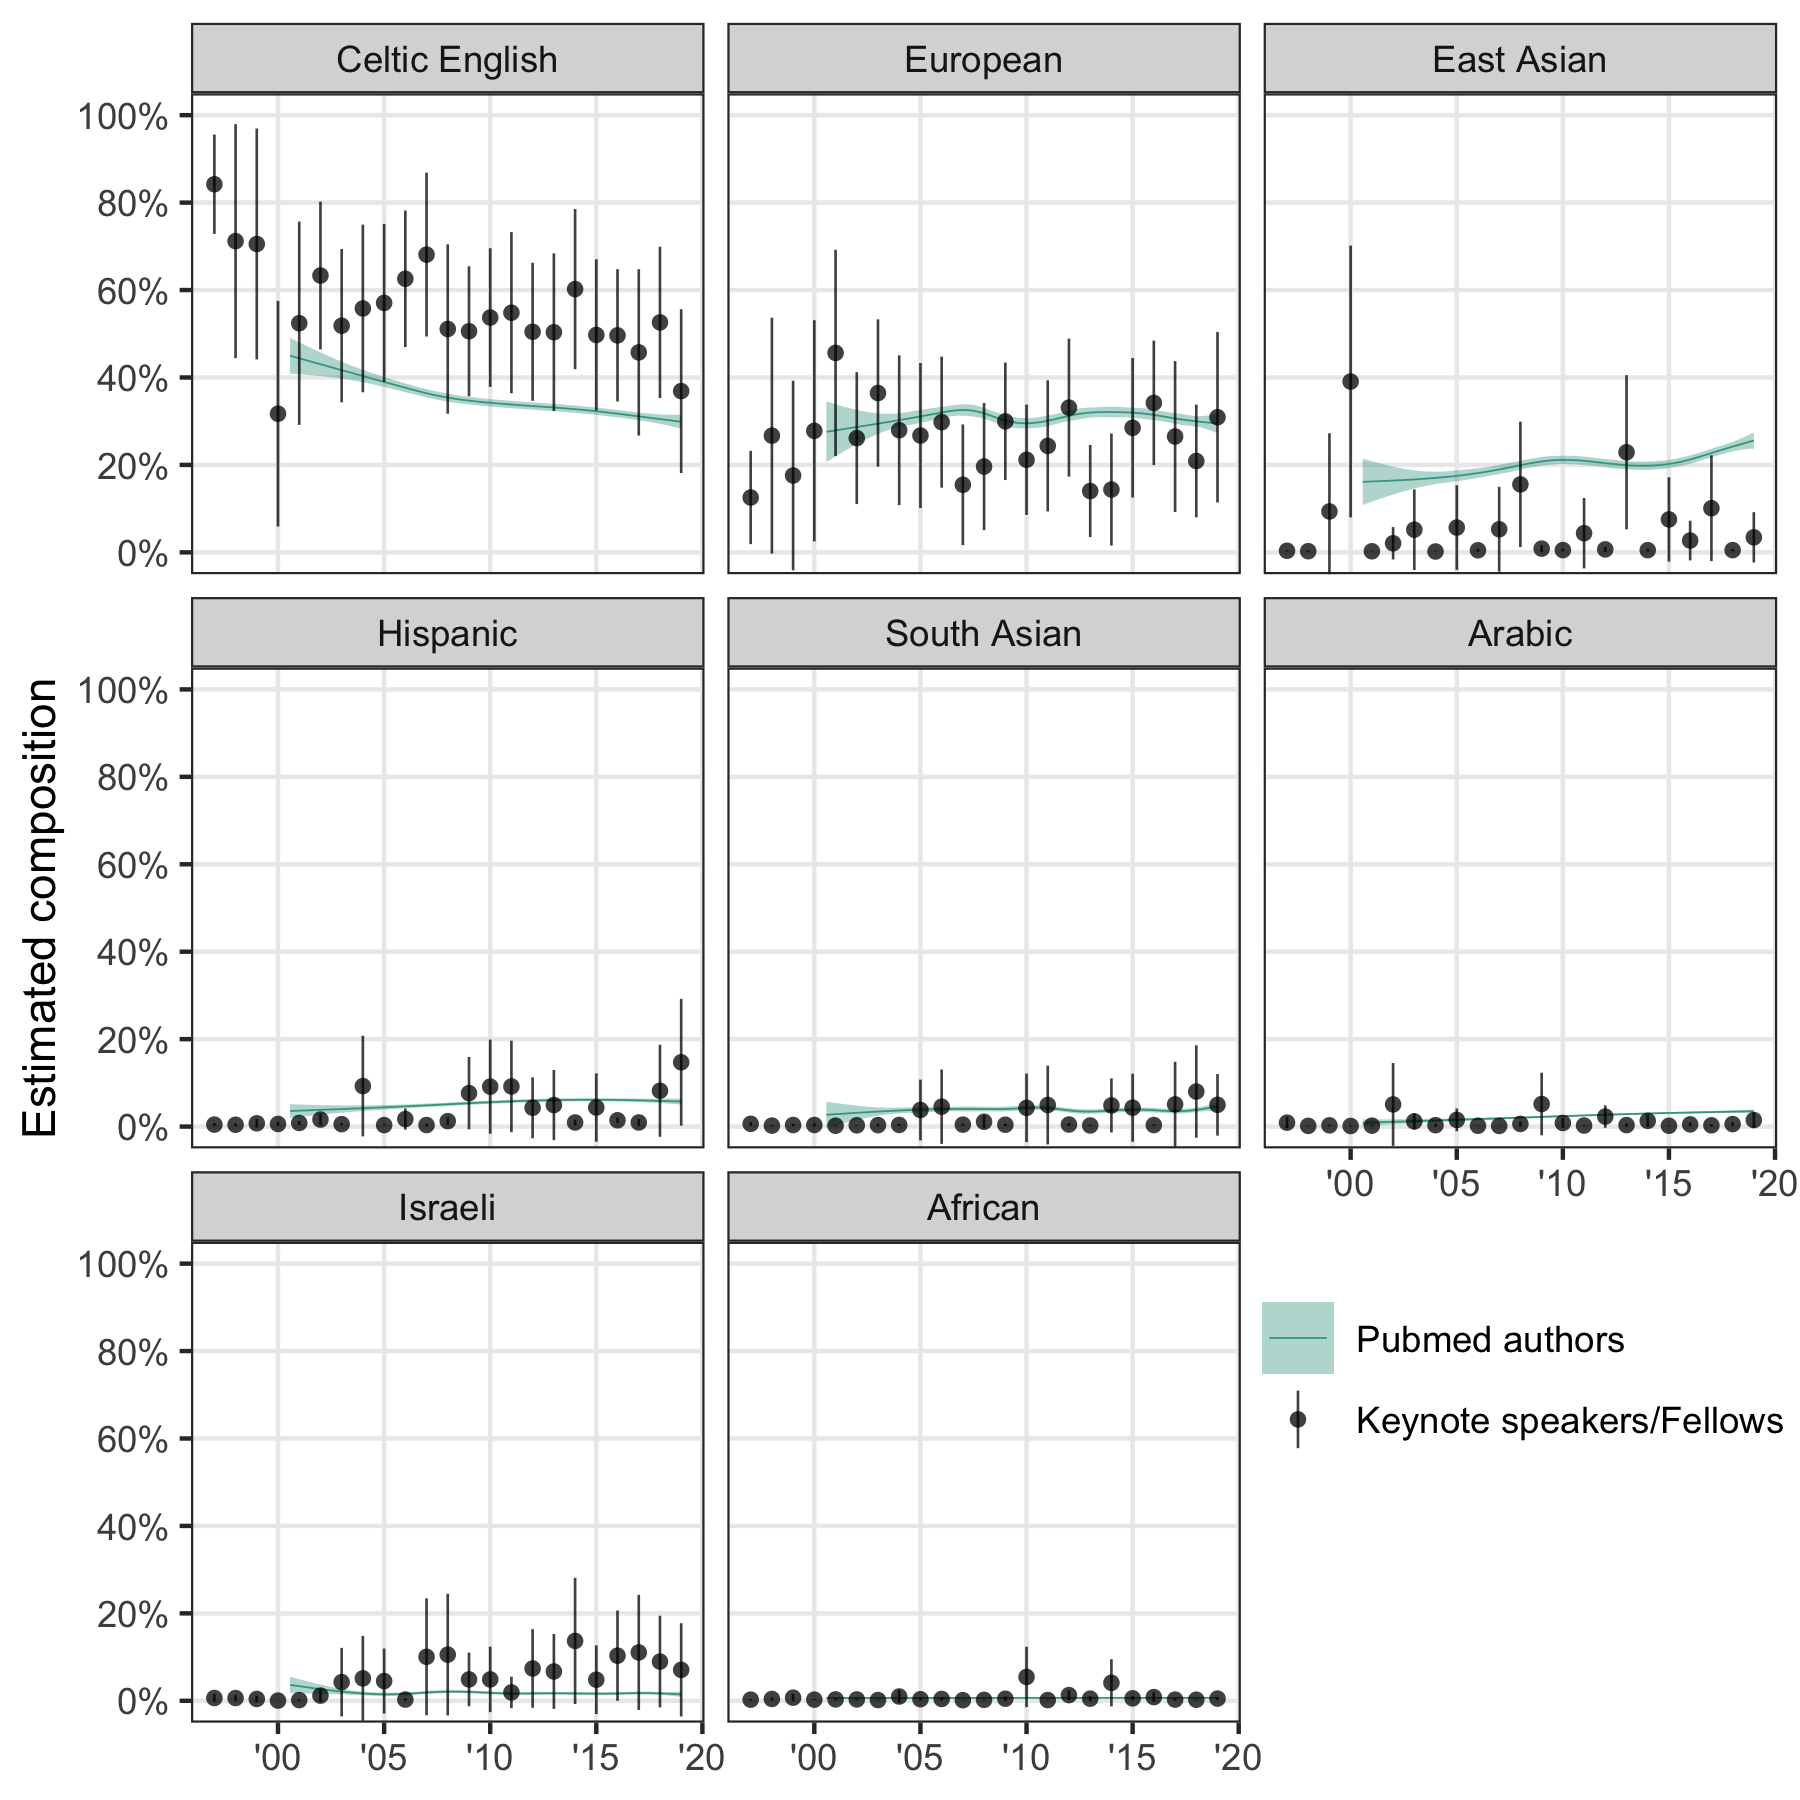 Celtic English European East Asian
100%
80%
60%
40%
20%
0%
Hispanic South Asian Arabic
100%
80%
60%
40%
20%
0%
'00 '05 '10 '15 '20
Israeli African
100%
80%
60%
40%
20%
0%
'00 '05 '10 '15 '20 '00 '05 '10 '15 '20
Estimated composition
Pubmed authors
Keynote speakers/Fellows